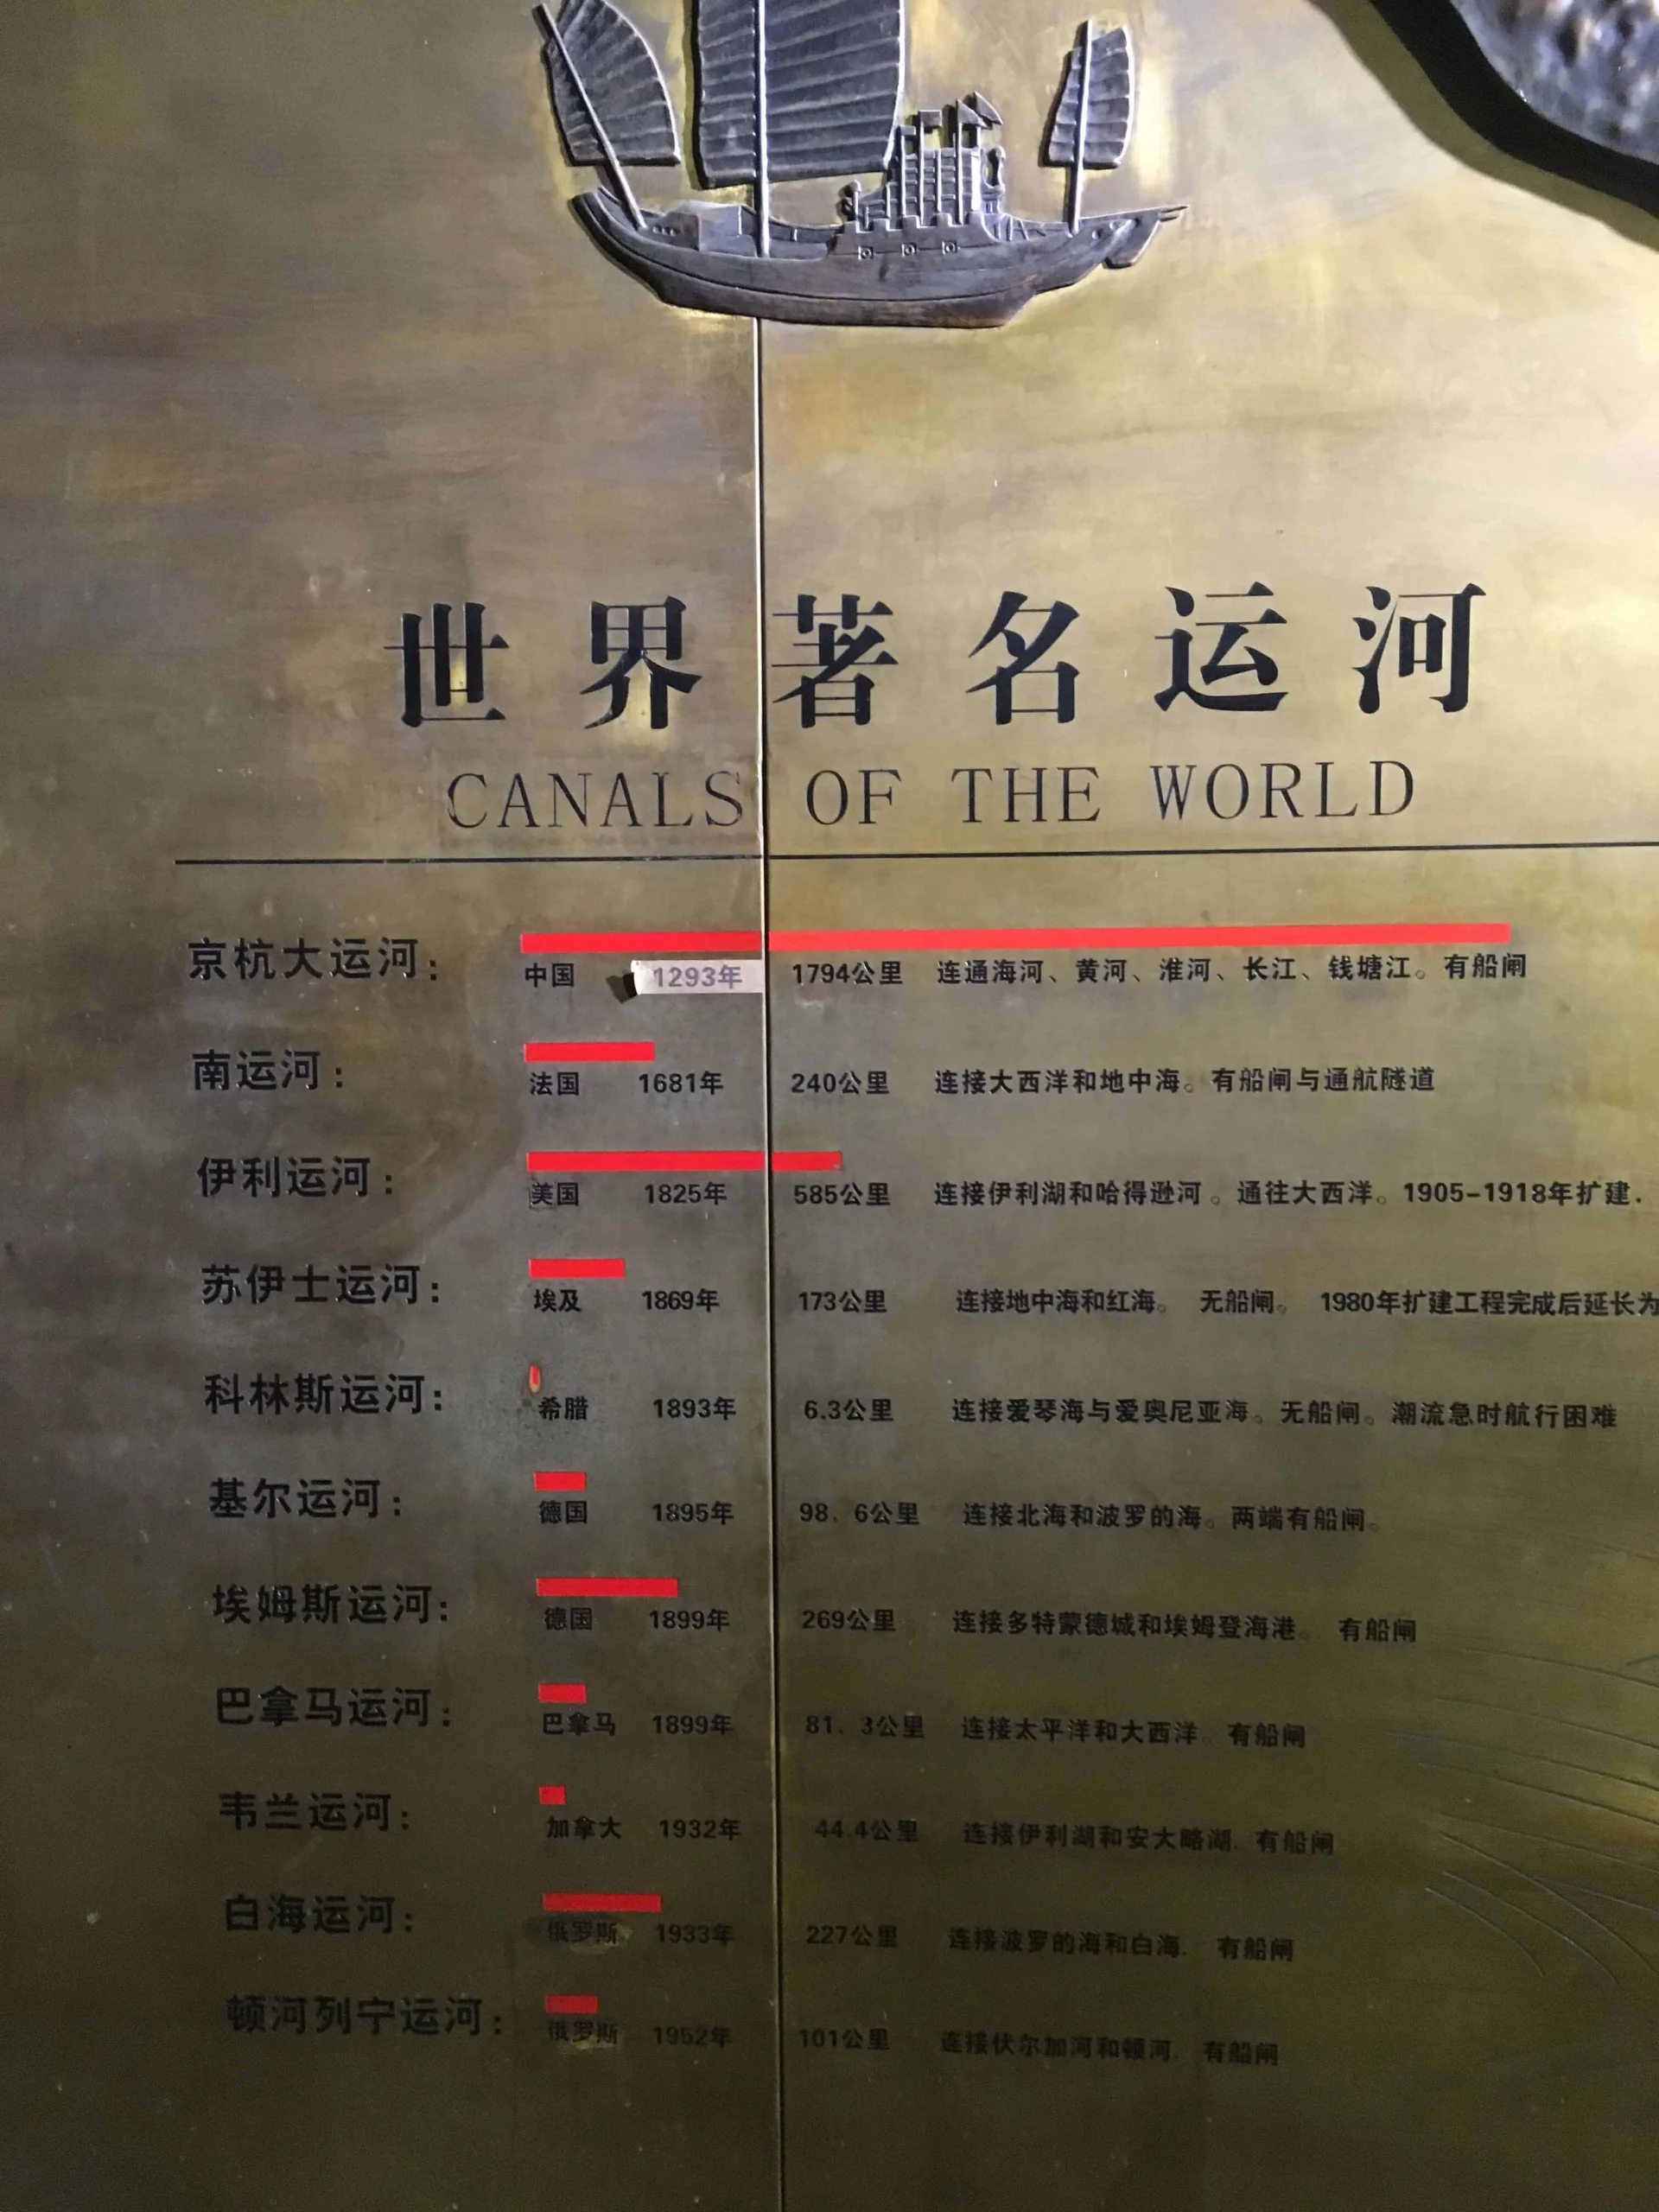 世界著名运河
CANALS OF THE WORLD
京杭大运河: 中国 1293年 1794公里 连通海河、黄河、淮河、长江、钱塘江。有船闸
南运河: 法国 1681年 240公里 连接大西洋和地中海。有船闸与通航隧道
伊利运河: 美国 1825年 585公里 连接伊利湖和哈得逊河。通往大西洋。1905-1918年扩建.
苏伊士运河: 埃及 1869年 173公里 连接地中海和红海。 无船闸。 1980年扩建工程完成后延长为
科林斯运河: 希腊 1893年 6.3公里 连接爱琴海与爱奥尼亚海。无船闸。潮流急时航行困难
基尔运河: 德国 1895年 98.6公里 连接北海和波罗的海。两端有船闸。
埃姆斯运河: 德国 1899年 269公里 连接多特蒙德城和埃姆登海港。 有船闸
巴拿马运河: 巴拿马 1899年 81.3公里 连接太平洋和大西洋。有船闸
韦兰运河: 加拿大 1932年 44.4公里 连接伊利湖和安大略湖. 有船闸
白海运河: 俄罗斯 1933年 227公里 连接波罗的海和白海. 有船闸
顿河列宁运河: 俄罗斯 1952年 101公里 连接伏尔加河和顿河. 有船闸